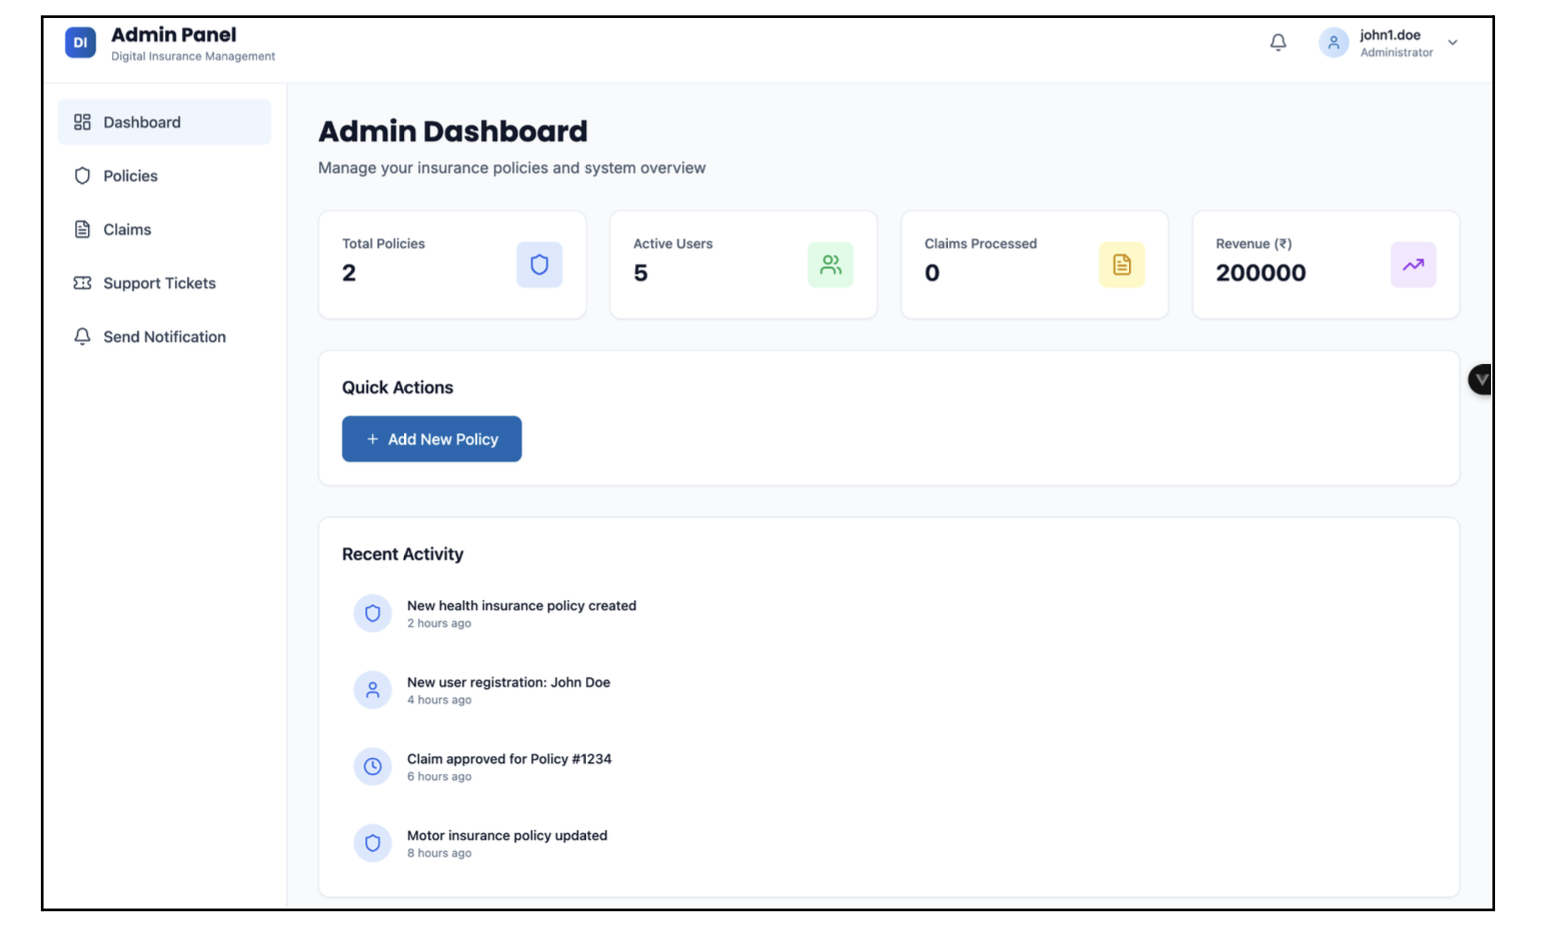 DI
Admin Panel
Digital Insurance Management
john1.doe
Administrator
Dashboard
Policies
Claims
Support Tickets
Send Notification
Admin Dashboard
Manage your insurance policies and system overview
Total Policies
2
Active Users
5
Claims Processed
0
Revenue (₹)
200000
Quick Actions
+ Add New Policy
Recent Activity
New health insurance policy created
2 hours ago
New user registration: John Doe
4 hours ago
Claim approved for Policy #1234
6 hours ago
Motor insurance policy updated
8 hours ago